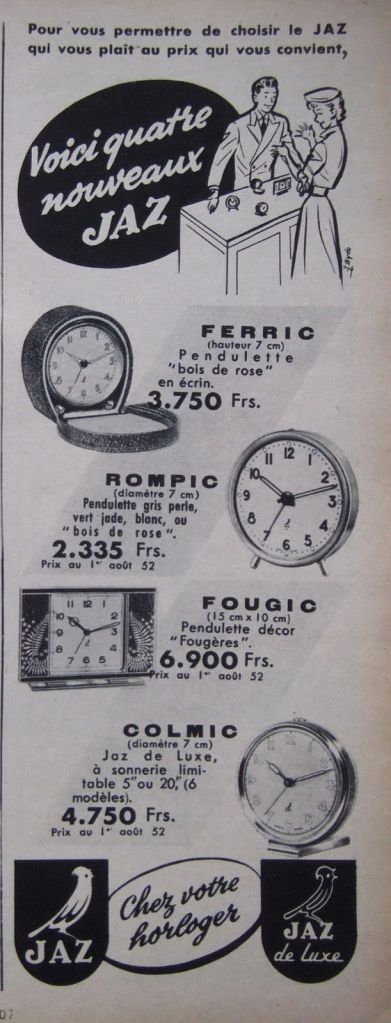 Pour vous permettre de choisir le JAZ
qui vous plaît au prix qui vous convient,
Voici quatre
nouveaux
JAZ
FERRIC
(hauteur 7 cm)
Pendulette
"bois de rose"
en écrin.
3.750 Frs.
ROMPIC
(diamètre 7 cm)
Pendulette gris perle,
vert jade, blanc, ou
"bois de rose".
2.335 Frs.
Prix au 1er août 52
FOUGIC
(15 cm x 10 cm)
Pendulette décor
"Fougères".
6.900 Frs.
Prix au 1er août 52
COLMIC
(diamètre 7 cm)
Jaz de Luxe,
à sonnerie limi-
table 5" ou 20," (6
modèles).
4.750 Frs.
Prix au 1er août 52
JAZ
Chez votre
horloger
JAZ
de Luxe
07